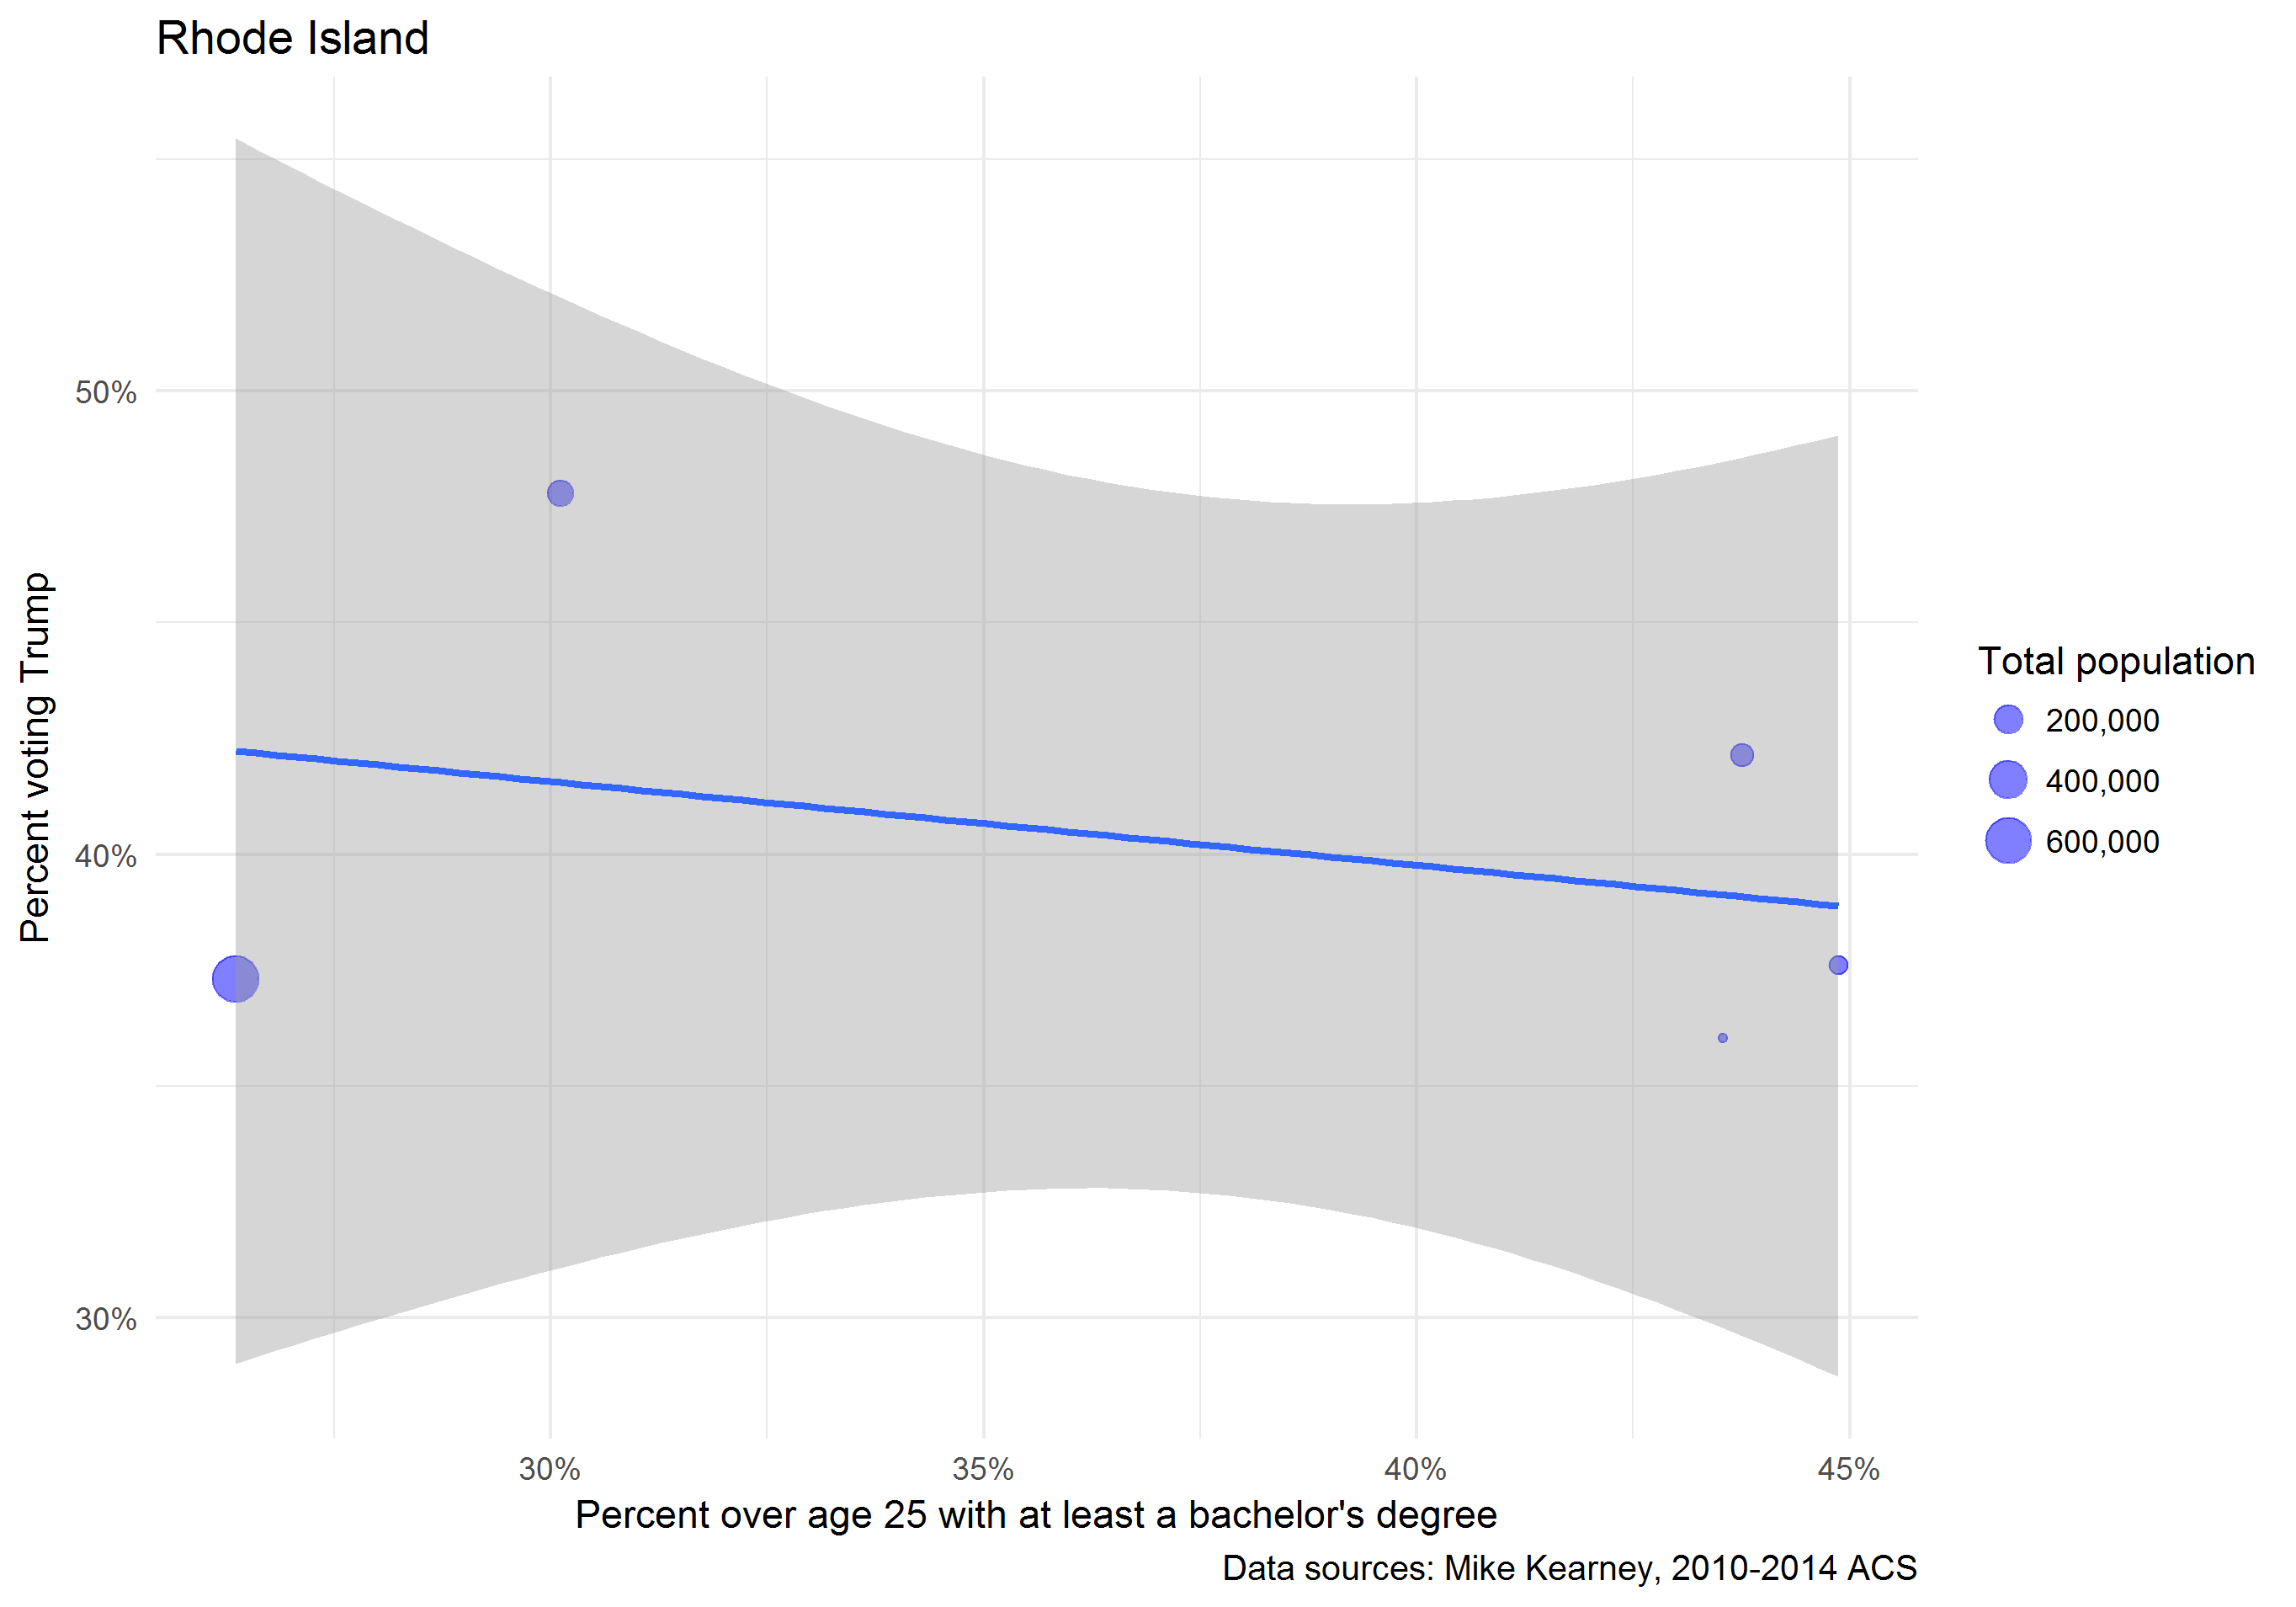 Rhode Island
50%
40%
30%
Percent voting Trump
30%
35%
40%
45%
Percent over age 25 with at least a bachelor's degree
Total population
200,000
400,000
600,000
Data sources: Mike Kearney, 2010-2014 ACS